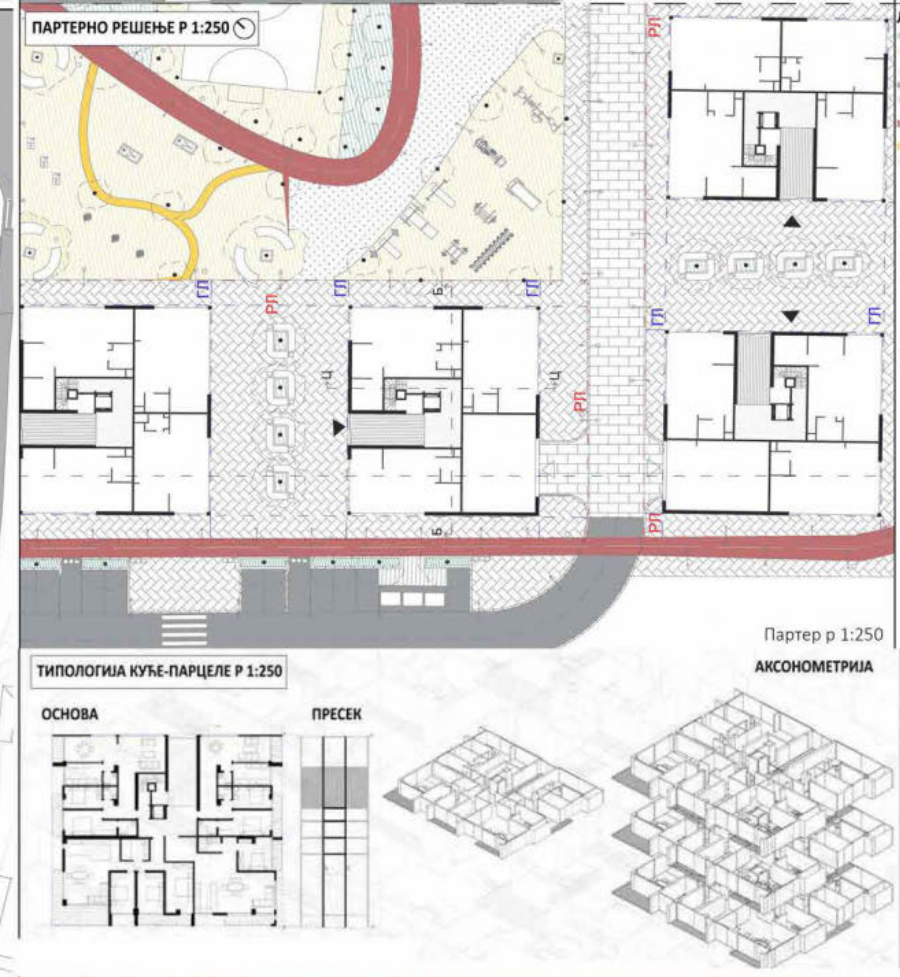 ПАРТЕРНО РЕШЕЊЕ Р 1:250
РЛ
ГЛ
РЛ
ГЛ
Б
ГЛ
ГЛ
ГЛ
Ц
Ц
РЛ
РЛ
Б
Партер р 1:250
ТИПОЛОГИЈА КУЋЕ-ПАРЦЕЛЕ Р 1:250
АКСОНОМЕТРИЈА
ОСНОВА
ПРЕСЕК